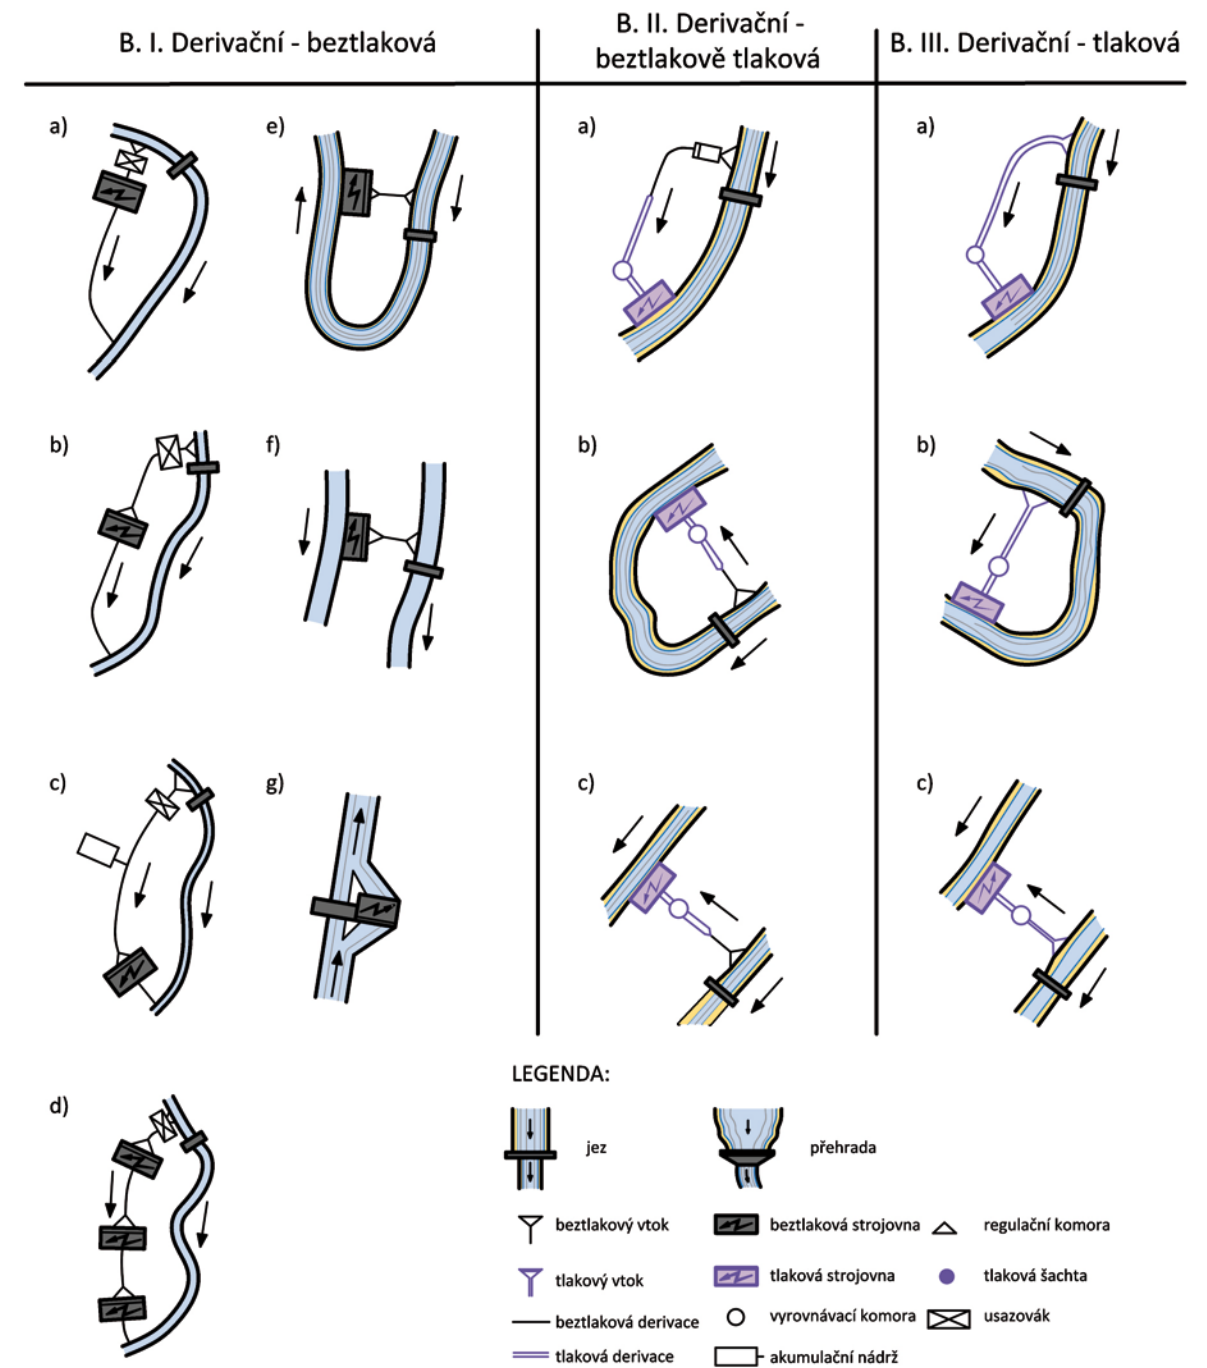 B. I. Derivační - beztlaková
B. II. Derivační -
beztlakově tlaková
B. III. Derivační - tlaková
a)
e)
a)
a)
b)
f)
b)
b)
c)
g)
c)
c)
d)
LEGENDA:
jez
přehrada
beztlakový vtok
beztlaková strojovna
regulační komora
tlakový vtok
tlaková strojovna
tlaková šachta
beztlaková derivace
vyrovnávací komora
usazovák
tlaková derivace
akumulační nádrž